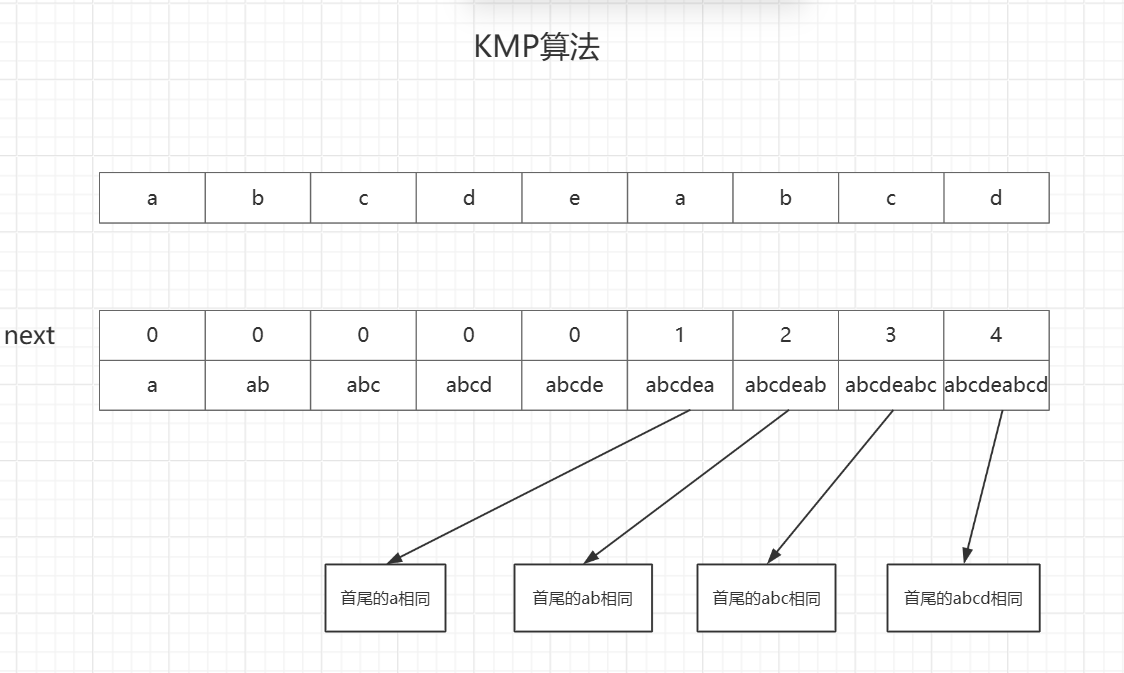 KMP算法
a b c d e a b c d
next 0 0 0 0 0 1 2 3 4
a ab abc abcd abcde abcdea abcdeab abcdeabc abcdeabcd
首尾的a相同 首尾的ab相同 首尾的abc相同 首尾的abcd相同